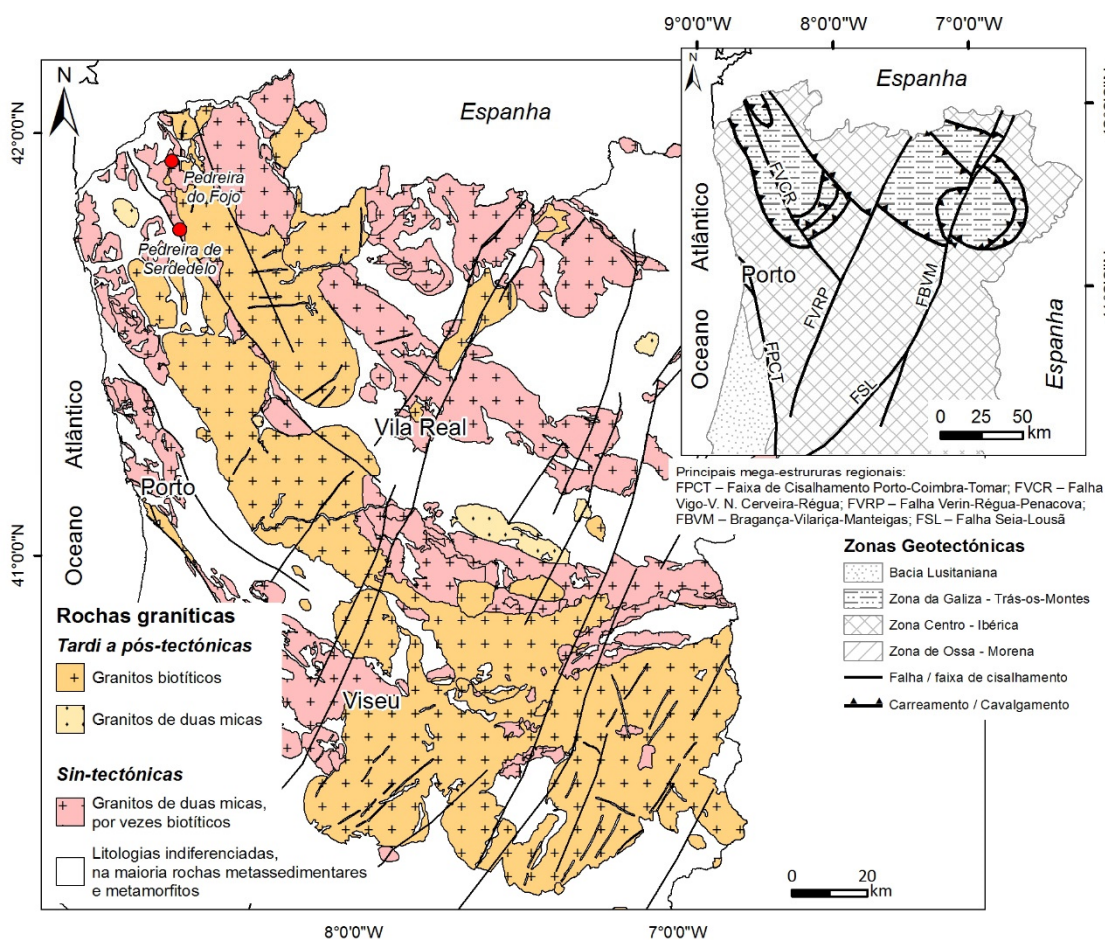 9°0'0"W 8°0'0"W 7°0'0"W
N
Espanha
42°0'0"N
Pedreira
do Fojo
Pedreira de
Serdedelo
Atlântico
Oceano
Porto
Vila Real
Viseu
41°0'0"N
N
Espanha
Atlântico
Oceano
Porto
FVCR
FVRP
FBVM
FPCT
FSL
Espanha
0 25 50
km
Principais mega-estruturas regionais:
FPCT – Faixa de Cisalhamento Porto-Coimbra-Tomar; FVCR – Falha
Vigo-V. N. Cerveira-Régua; FVRP – Falha Verin-Régua-Penacova;
FBVM – Bragança-Vilariça-Manteigas; FSL – Falha Seia-Lousã
Zonas Geotectónicas
Bacia Lusitaniana
Zona da Galiza - Trás-os-Montes
Zona Centro - Ibérica
Zona de Ossa - Morena
Falha / faixa de cisalhamento
Carreamento / Cavalgamento
Rochas graníticas
Tardi a pós-tectónicas
Granitos biotíticos
Granitos de duas micas
Sin-tectónicas
Granitos de duas micas,
por vezes biotíticos
Litologias indiferenciadas,
na maioria rochas metassedimentares
e metamorfitos
0 20
km
8°0'0"W 7°0'0"W